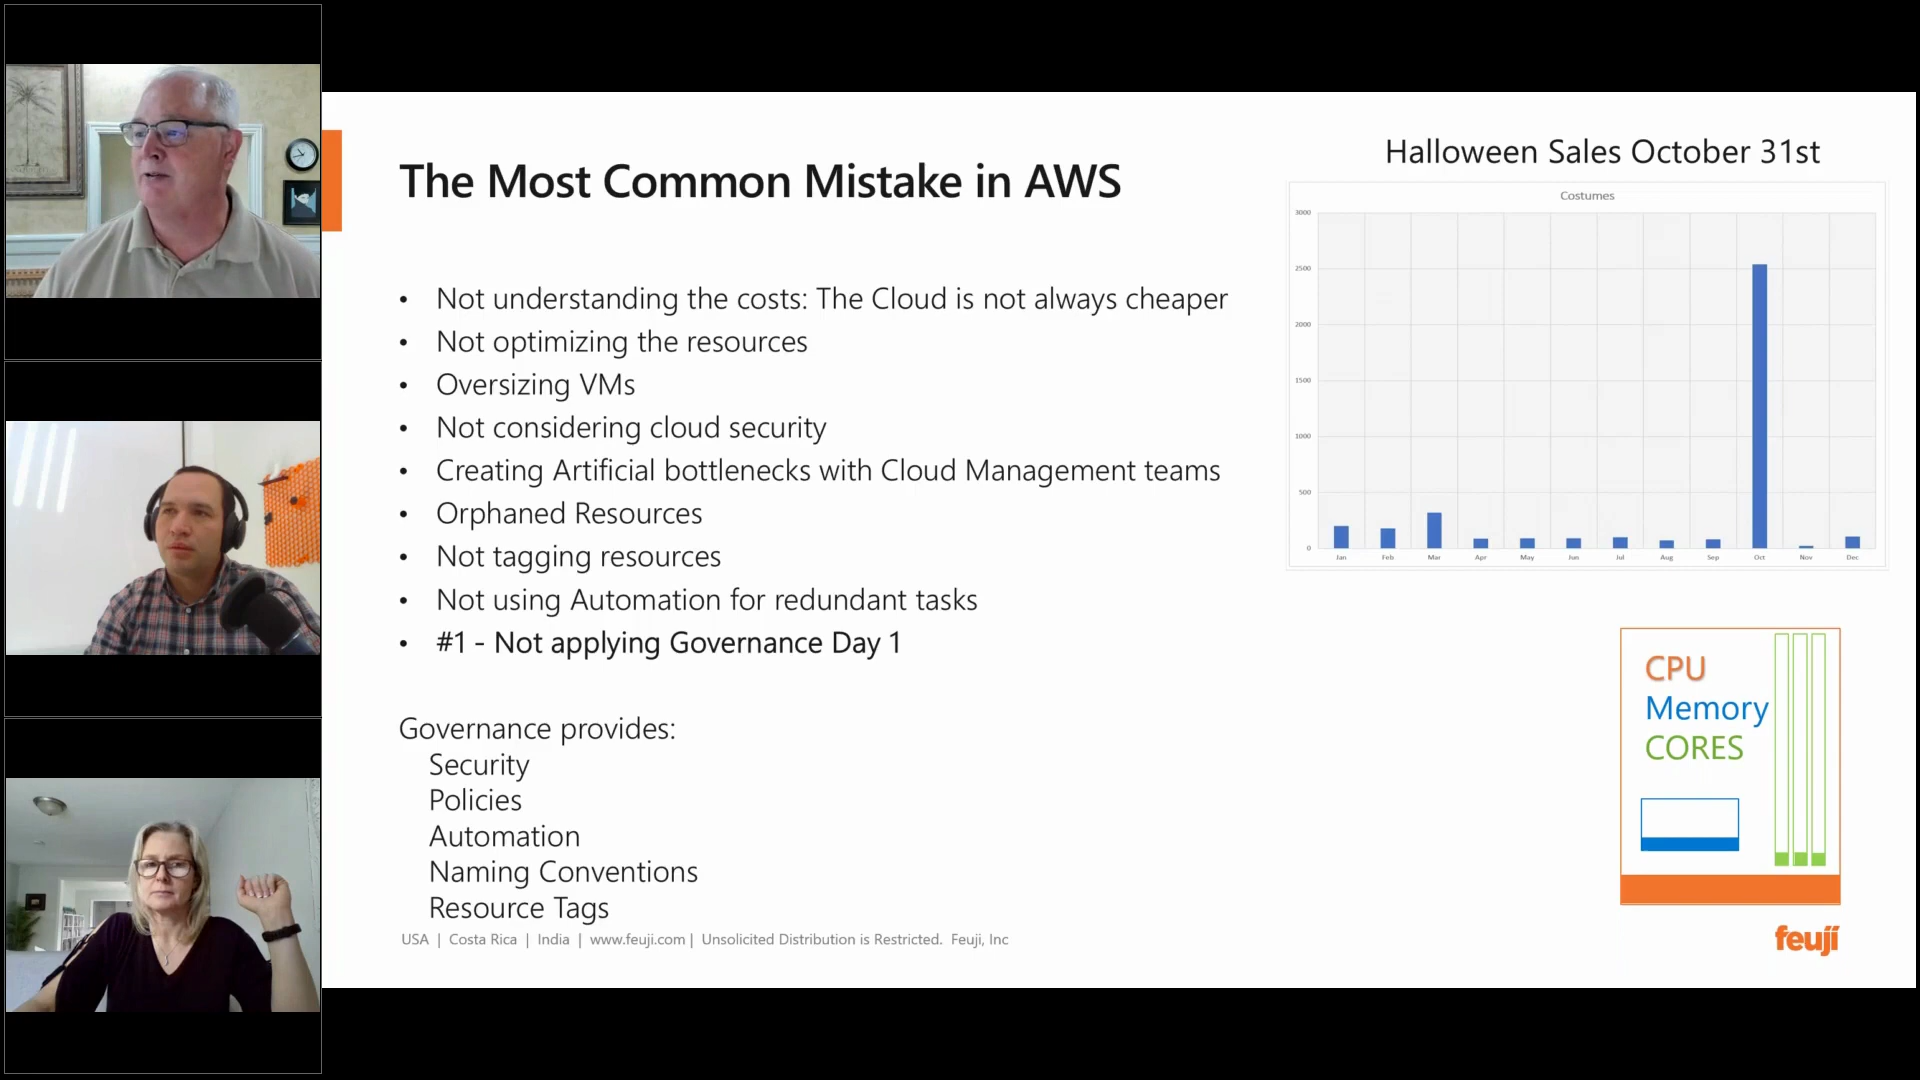 The Most Common Mistake in AWS
• Not understanding the costs: The Cloud is not always cheaper
• Not optimizing the resources
• Oversizing VMs
• Not considering cloud security
• Creating Artificial bottlenecks with Cloud Management teams
• Orphaned Resources
• Not tagging resources
• Not using Automation for redundant tasks
• #1 - Not applying Governance Day 1
Governance provides:
Security
Policies
Automation
Naming Conventions
Resource Tags
USA | Costa Rica | India | www.feuji.com | Unsolicited Distribution is Restricted. Feuji, Inc
Halloween Sales October 31st
Costumes
3000
2500
2000
1500
1000
500
0
Jan Feb Mar Apr May Jun Jul Aug Sep Oct Nov Dec
CPU
Memory
CORES
feuji